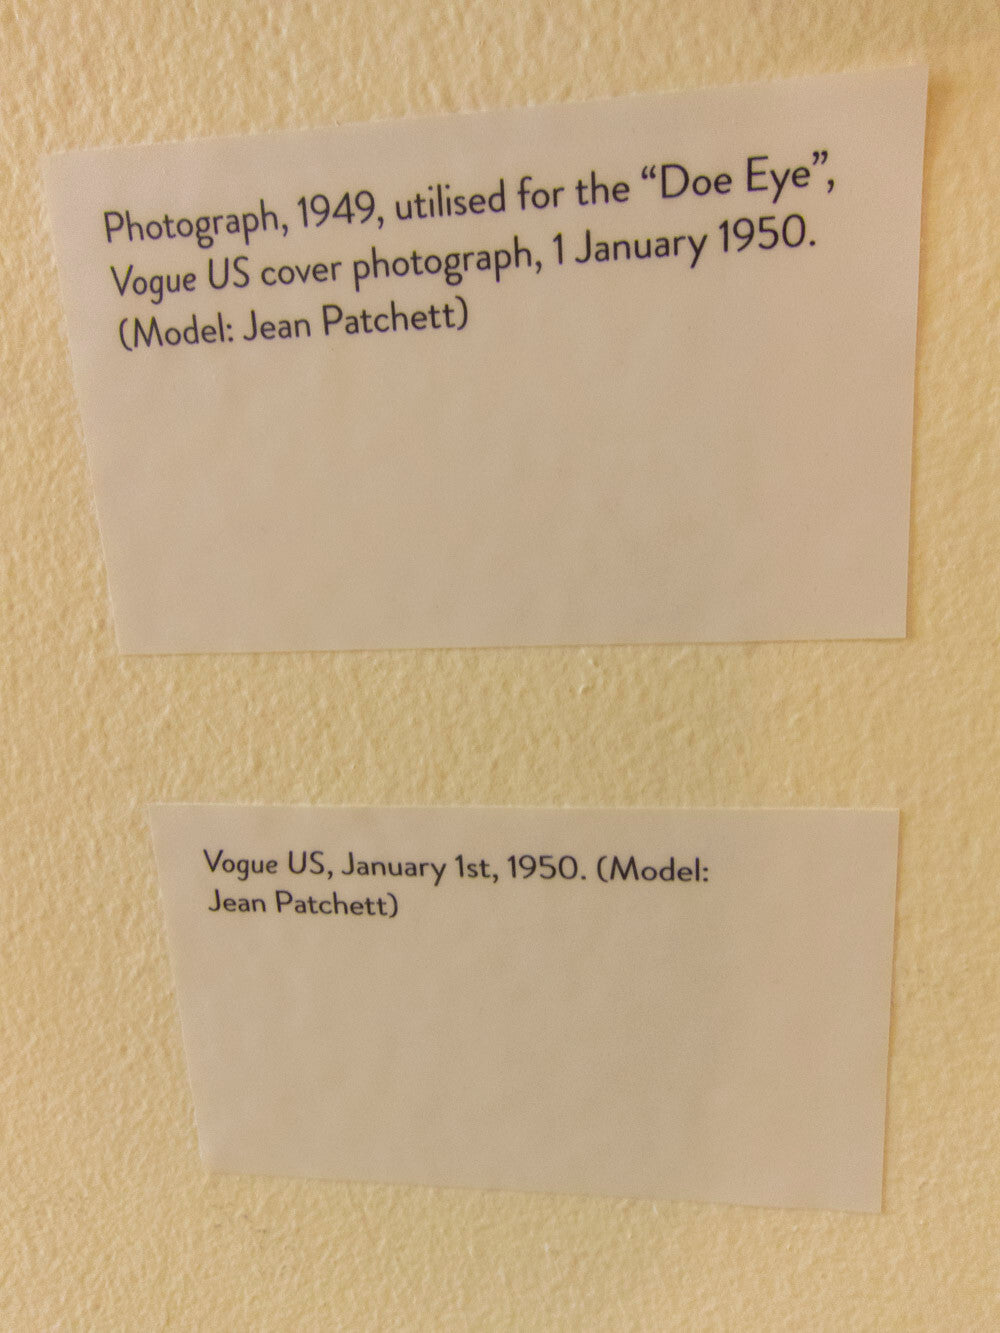 Photograph, 1949, utilised for the “Doe Eye”,
Vogue US cover photograph, 1 January 1950.
(Model: Jean Patchett)
Vogue US, January 1st, 1950. (Model:
Jean Patchett)